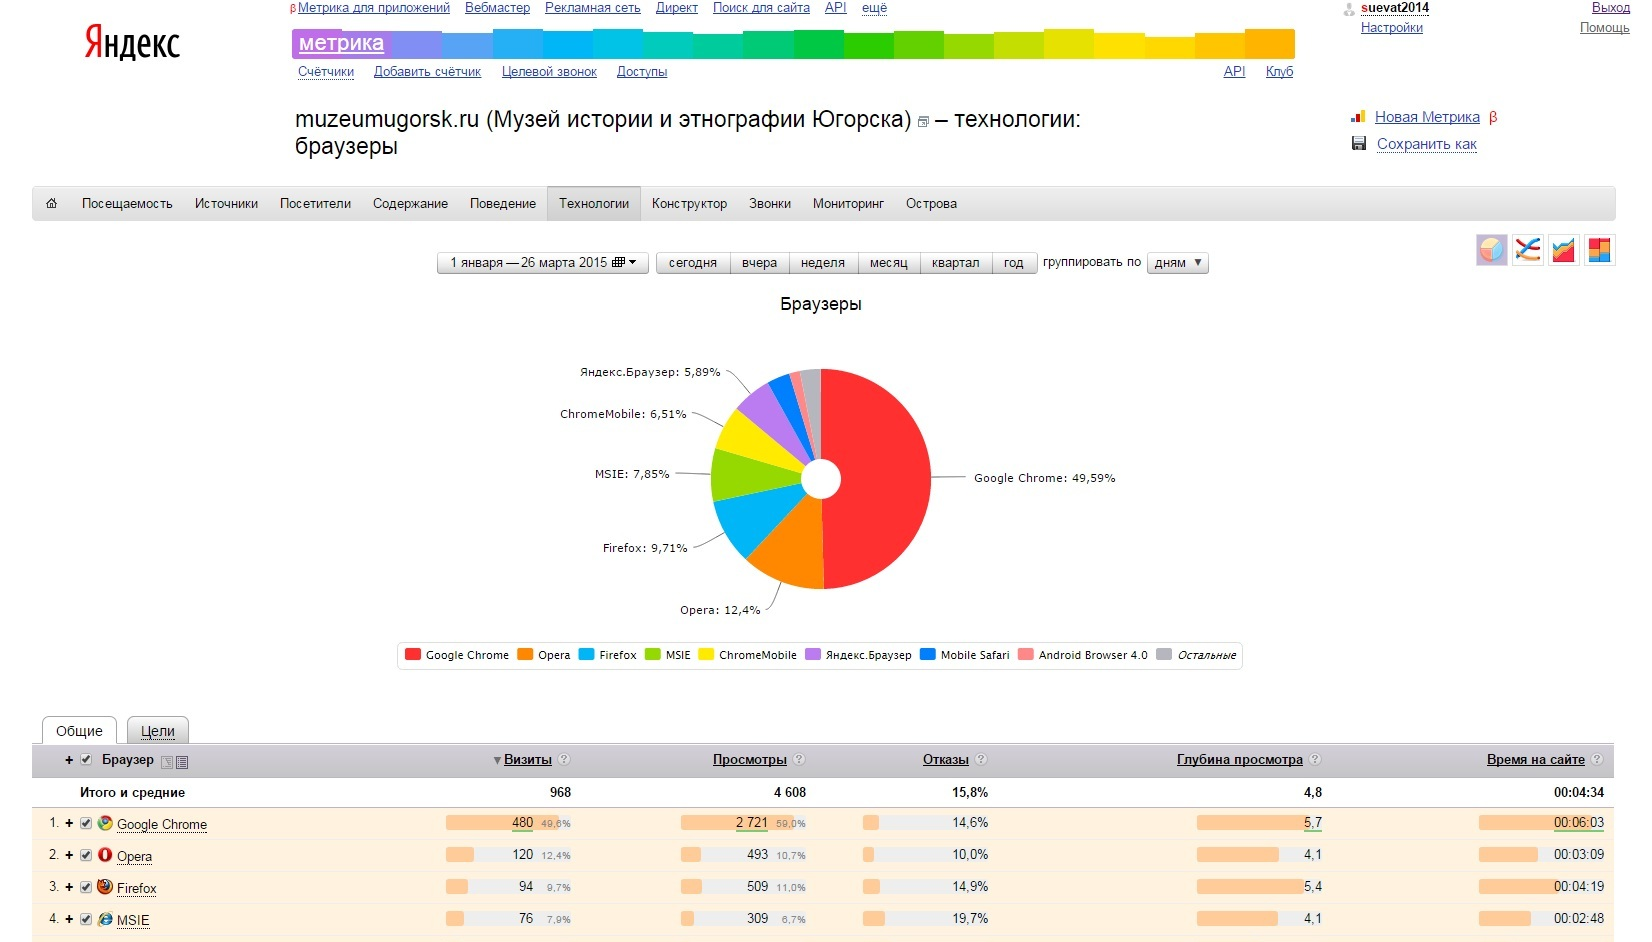 β Метрика для приложений Вебмастер Рекламная сеть Директ Поиск для сайта API ещё suevat2014 Выход
Настройки Помощь
Яндекс
метрика
Счётчики Добавить счётчик Целевой звонок Доступы API Клуб
muzeumugorsk.ru (Музей истории и этнографии Югорска) – технологии:
браузеры
Новая Метрика β
Сохранить как
Посещаемость Источники Посетители Содержание Поведение Технологии Конструктор Звонки Мониторинг Острова
1 января — 26 марта 2015 сегодня вчера неделя месяц квартал год группировать по дням
Браузеры
Яндекс.Браузер: 5,89%
ChromeMobile: 6,51%
MSIE: 7,85%
Google Chrome: 49,59%
Firefox: 9,71%
Opera: 12,4%
Google Chrome Opera Firefox MSIE ChromeMobile Яндекс.Браузер Mobile Safari Android Browser 4.0 Остальные
Общие Цели
+ Браузер ▼ Визиты ? Просмотры ? Отказы ? Глубина просмотра ? Время на сайте ?
Итого и средние 968 4 608 15,8% 4,8 00:04:34
1. + Google Chrome 480 49,6% 2 721 59,0% 14,6% 5,7 00:06:03
2. + Opera 120 12,4% 493 10,7% 10,0% 4,1 00:03:09
3. + Firefox 94 9,7% 509 11,0% 14,9% 5,4 00:04:19
4. + MSIE 76 7,9% 309 6,7% 19,7% 4,1 00:02:48